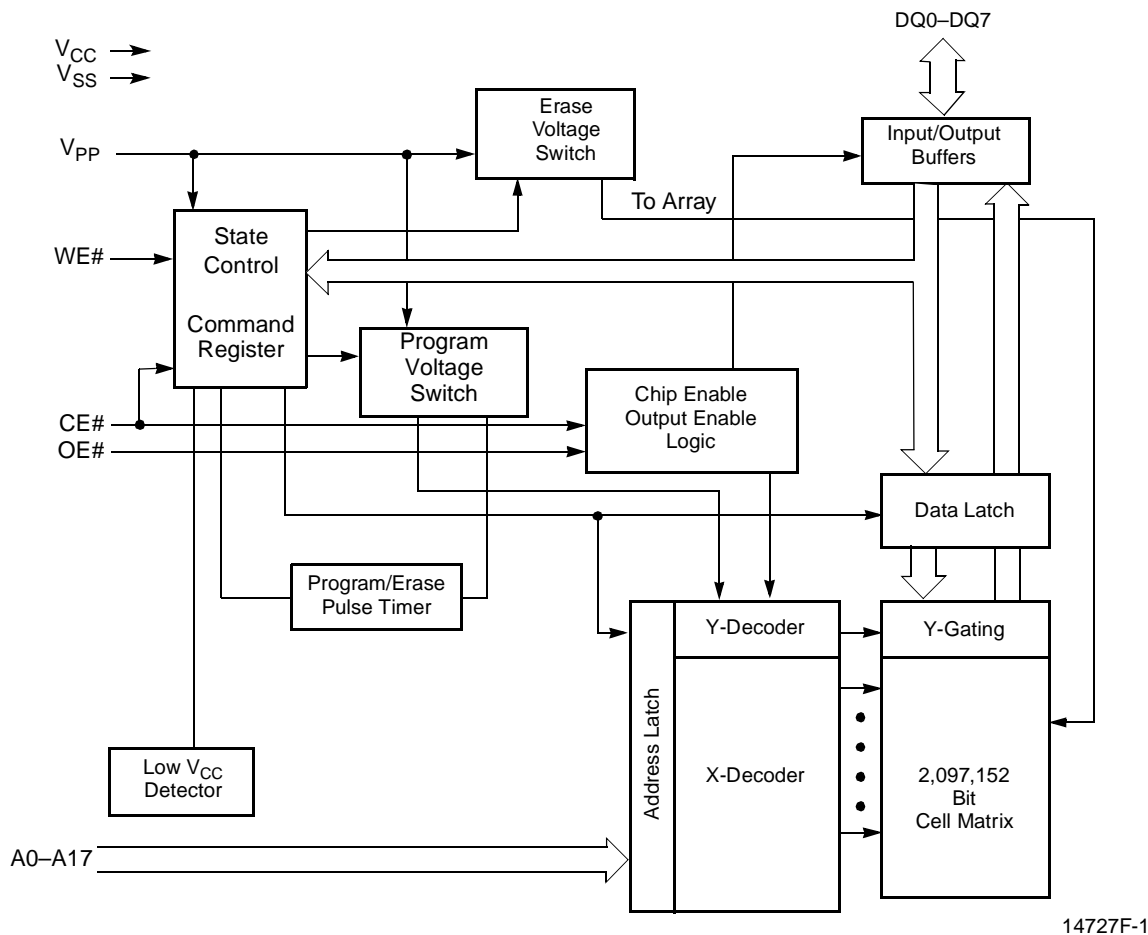 DQ0–DQ7
VCC
VSS
Erase
Voltage
Switch
Input/Output
Buffers
VPP
To Array
State
Control
Command
Register
WE#
Program
Voltage
Switch
Chip Enable
Output Enable
Logic
CE#
OE#
Data Latch
Program/Erase
Pulse Timer
Y-Decoder
Y-Gating
Address Latch
X-Decoder
2,097,152
Bit
Cell Matrix
Low VCC
Detector
A0–A17
14727F-1